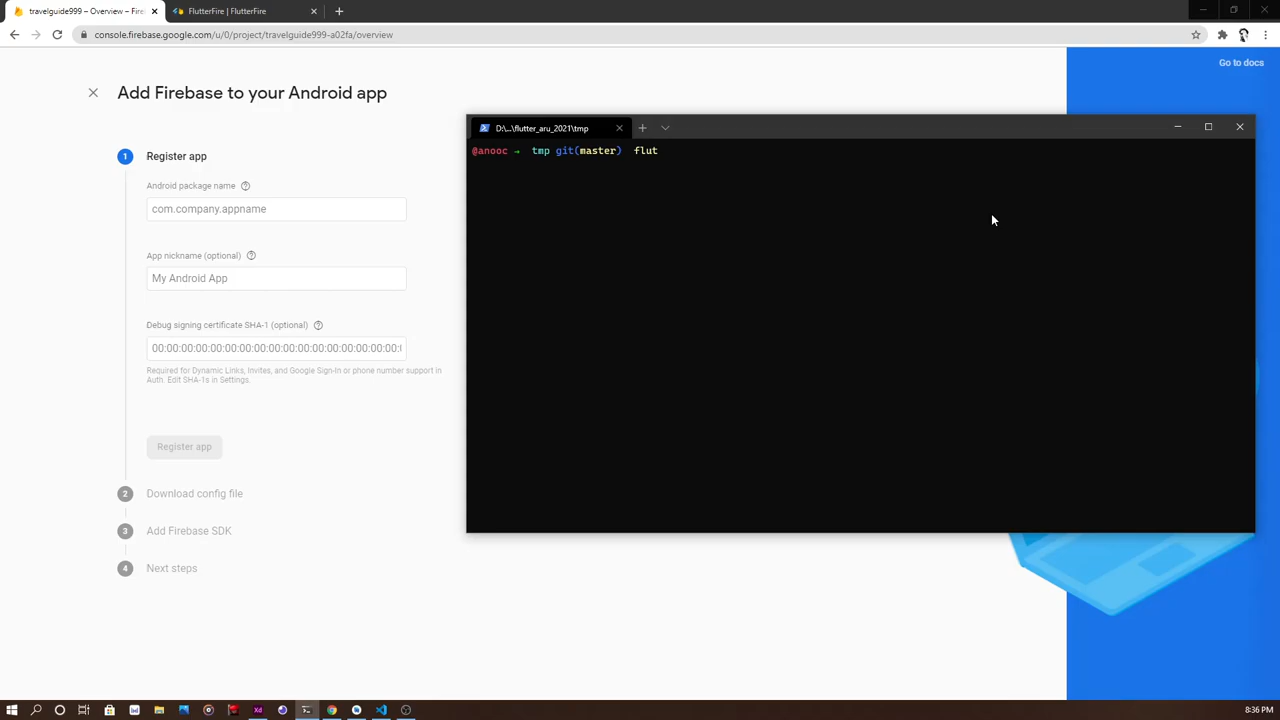 travelguide999 – Overview – Fire
FlutterFire | FlutterFire
console.firebase.google.com/u/0/project/travelguide999-a02fa/overview
Go to docs
Add Firebase to your Android app
1 Register app
Android package name
com.company.appname
App nickname (optional)
My Android App
Debug signing certificate SHA-1 (optional)
00:00:00:00:00:00:00:00:00:00:00:00:00:00:00:00:00:
Required for Dynamic Links, Invites, and Google Sign-In or phone number support in
Auth. Edit SHA-1s in Settings.
Register app
2 Download config file
3 Add Firebase SDK
4 Next steps
D:\...\flutter_aru_2021\tmp
@anooc → tmp git(master) flut
Xd
8:36 PM